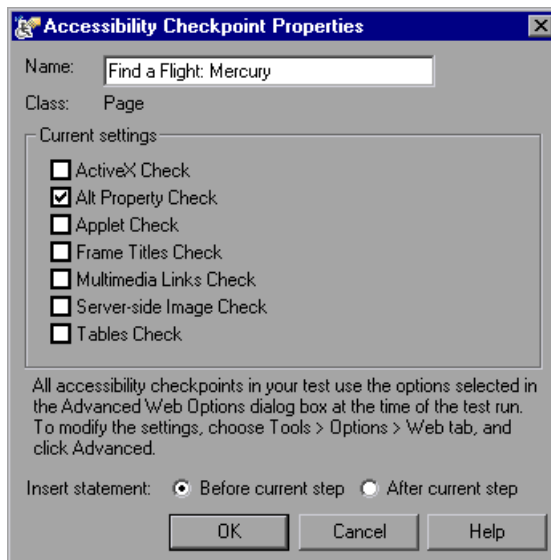 Accessibility Checkpoint Properties
Name: Find a Flight: Mercury
Class: Page
Current settings
ActiveX Check
Alt Property Check
Applet Check
Frame Titles Check
Multimedia Links Check
Server-side Image Check
Tables Check
All accessibility checkpoints in your test use the options selected in
the Advanced Web Options dialog box at the time of the test run.
To modify the settings, choose Tools > Options > Web tab, and
click Advanced.
Insert statement: Before current step After current step
OK Cancel Help